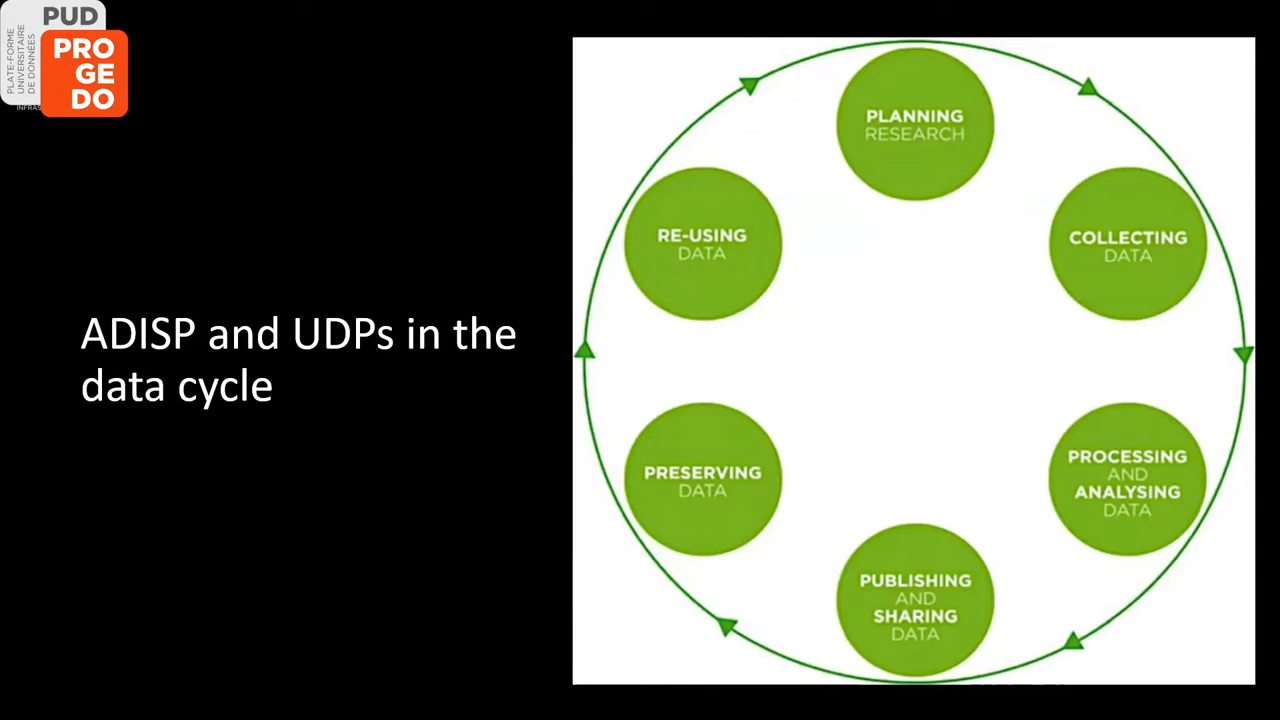 PUD
PLATE-FORME
UNIVERSITAIRE
DE DONNÉES
PRO
GE
DO
INFRAS
ADISP and UDPs in the
data cycle
PLANNING
RESEARCH
COLLECTING
DATA
PROCESSING
AND
ANALYSING
DATA
PUBLISHING
AND
SHARING
DATA
PRESERVING
DATA
RE-USING
DATA